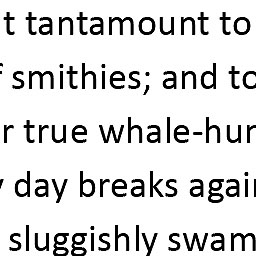 t tantamount to
f smithies; and to
r true whale-hun
y day breaks again
sluggishly swam